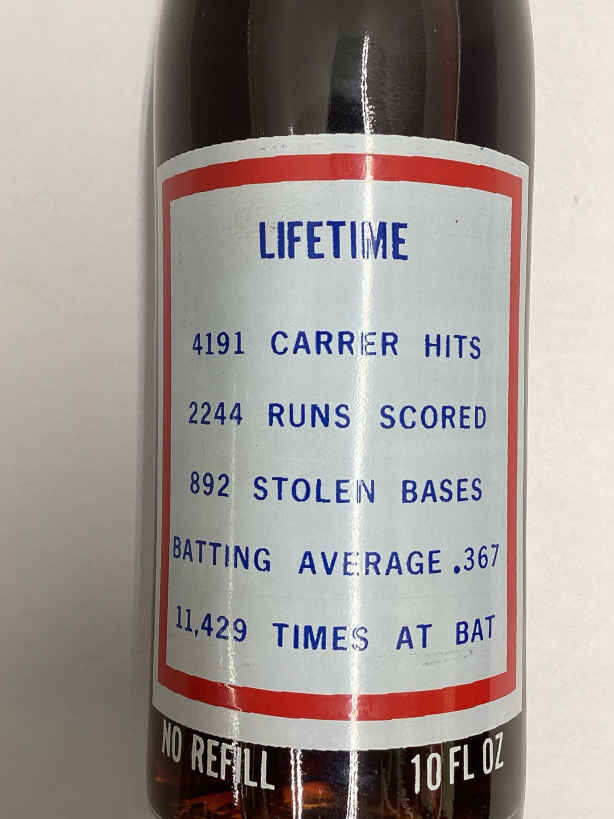 LIFETIME
4191 CARRER HITS
2244 RUNS SCORED
892 STOLEN BASES
BATTING AVERAGE .367
11,429 TIMES AT BAT
NO REFILL 10 FL OZ